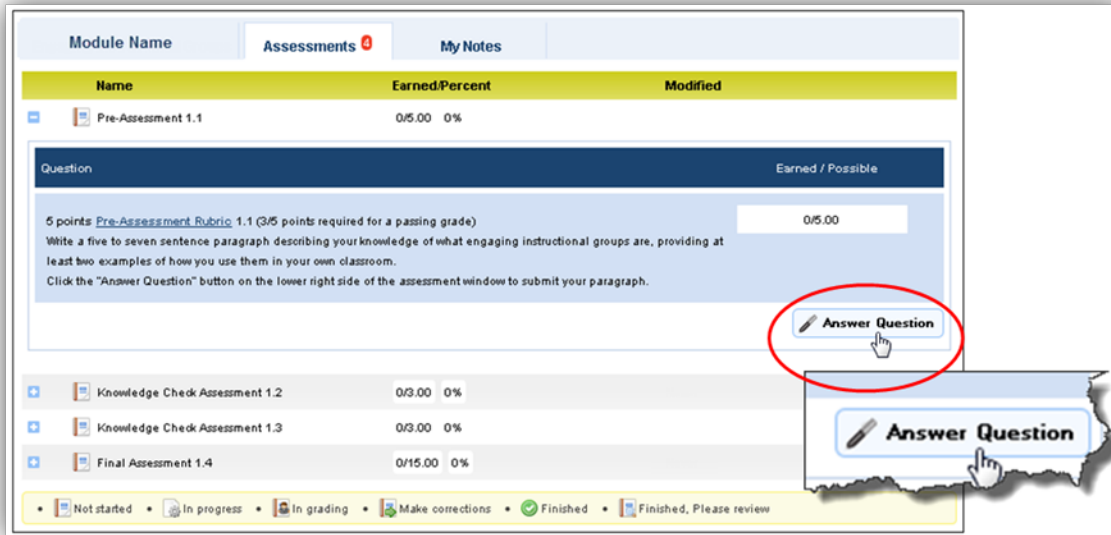 Module Name Assessments 4 My Notes
Name Earned/Percent Modified
Pre-Assessment 1.1 0/5.00 0%
Question Earned / Possible
5 points Pre-Assessment Rubric 1.1 (3/5 points required for a passing grade) 0/5.00
Write a five to seven sentence paragraph describing your knowledge of what engaging instructional groups are, providing at
least two examples of how you use them in your own classroom.
Click the "Answer Question" button on the lower right side of the assessment window to submit your paragraph.
Answer Question
Knowledge Check Assessment 1.2 0/3.00 0%
Knowledge Check Assessment 1.3 0/3.00 0%
Answer Question
Final Assessment 1.4 0/15.00 0%
• Not started • In progress • In grading • Make corrections • Finished • Finished, Please review